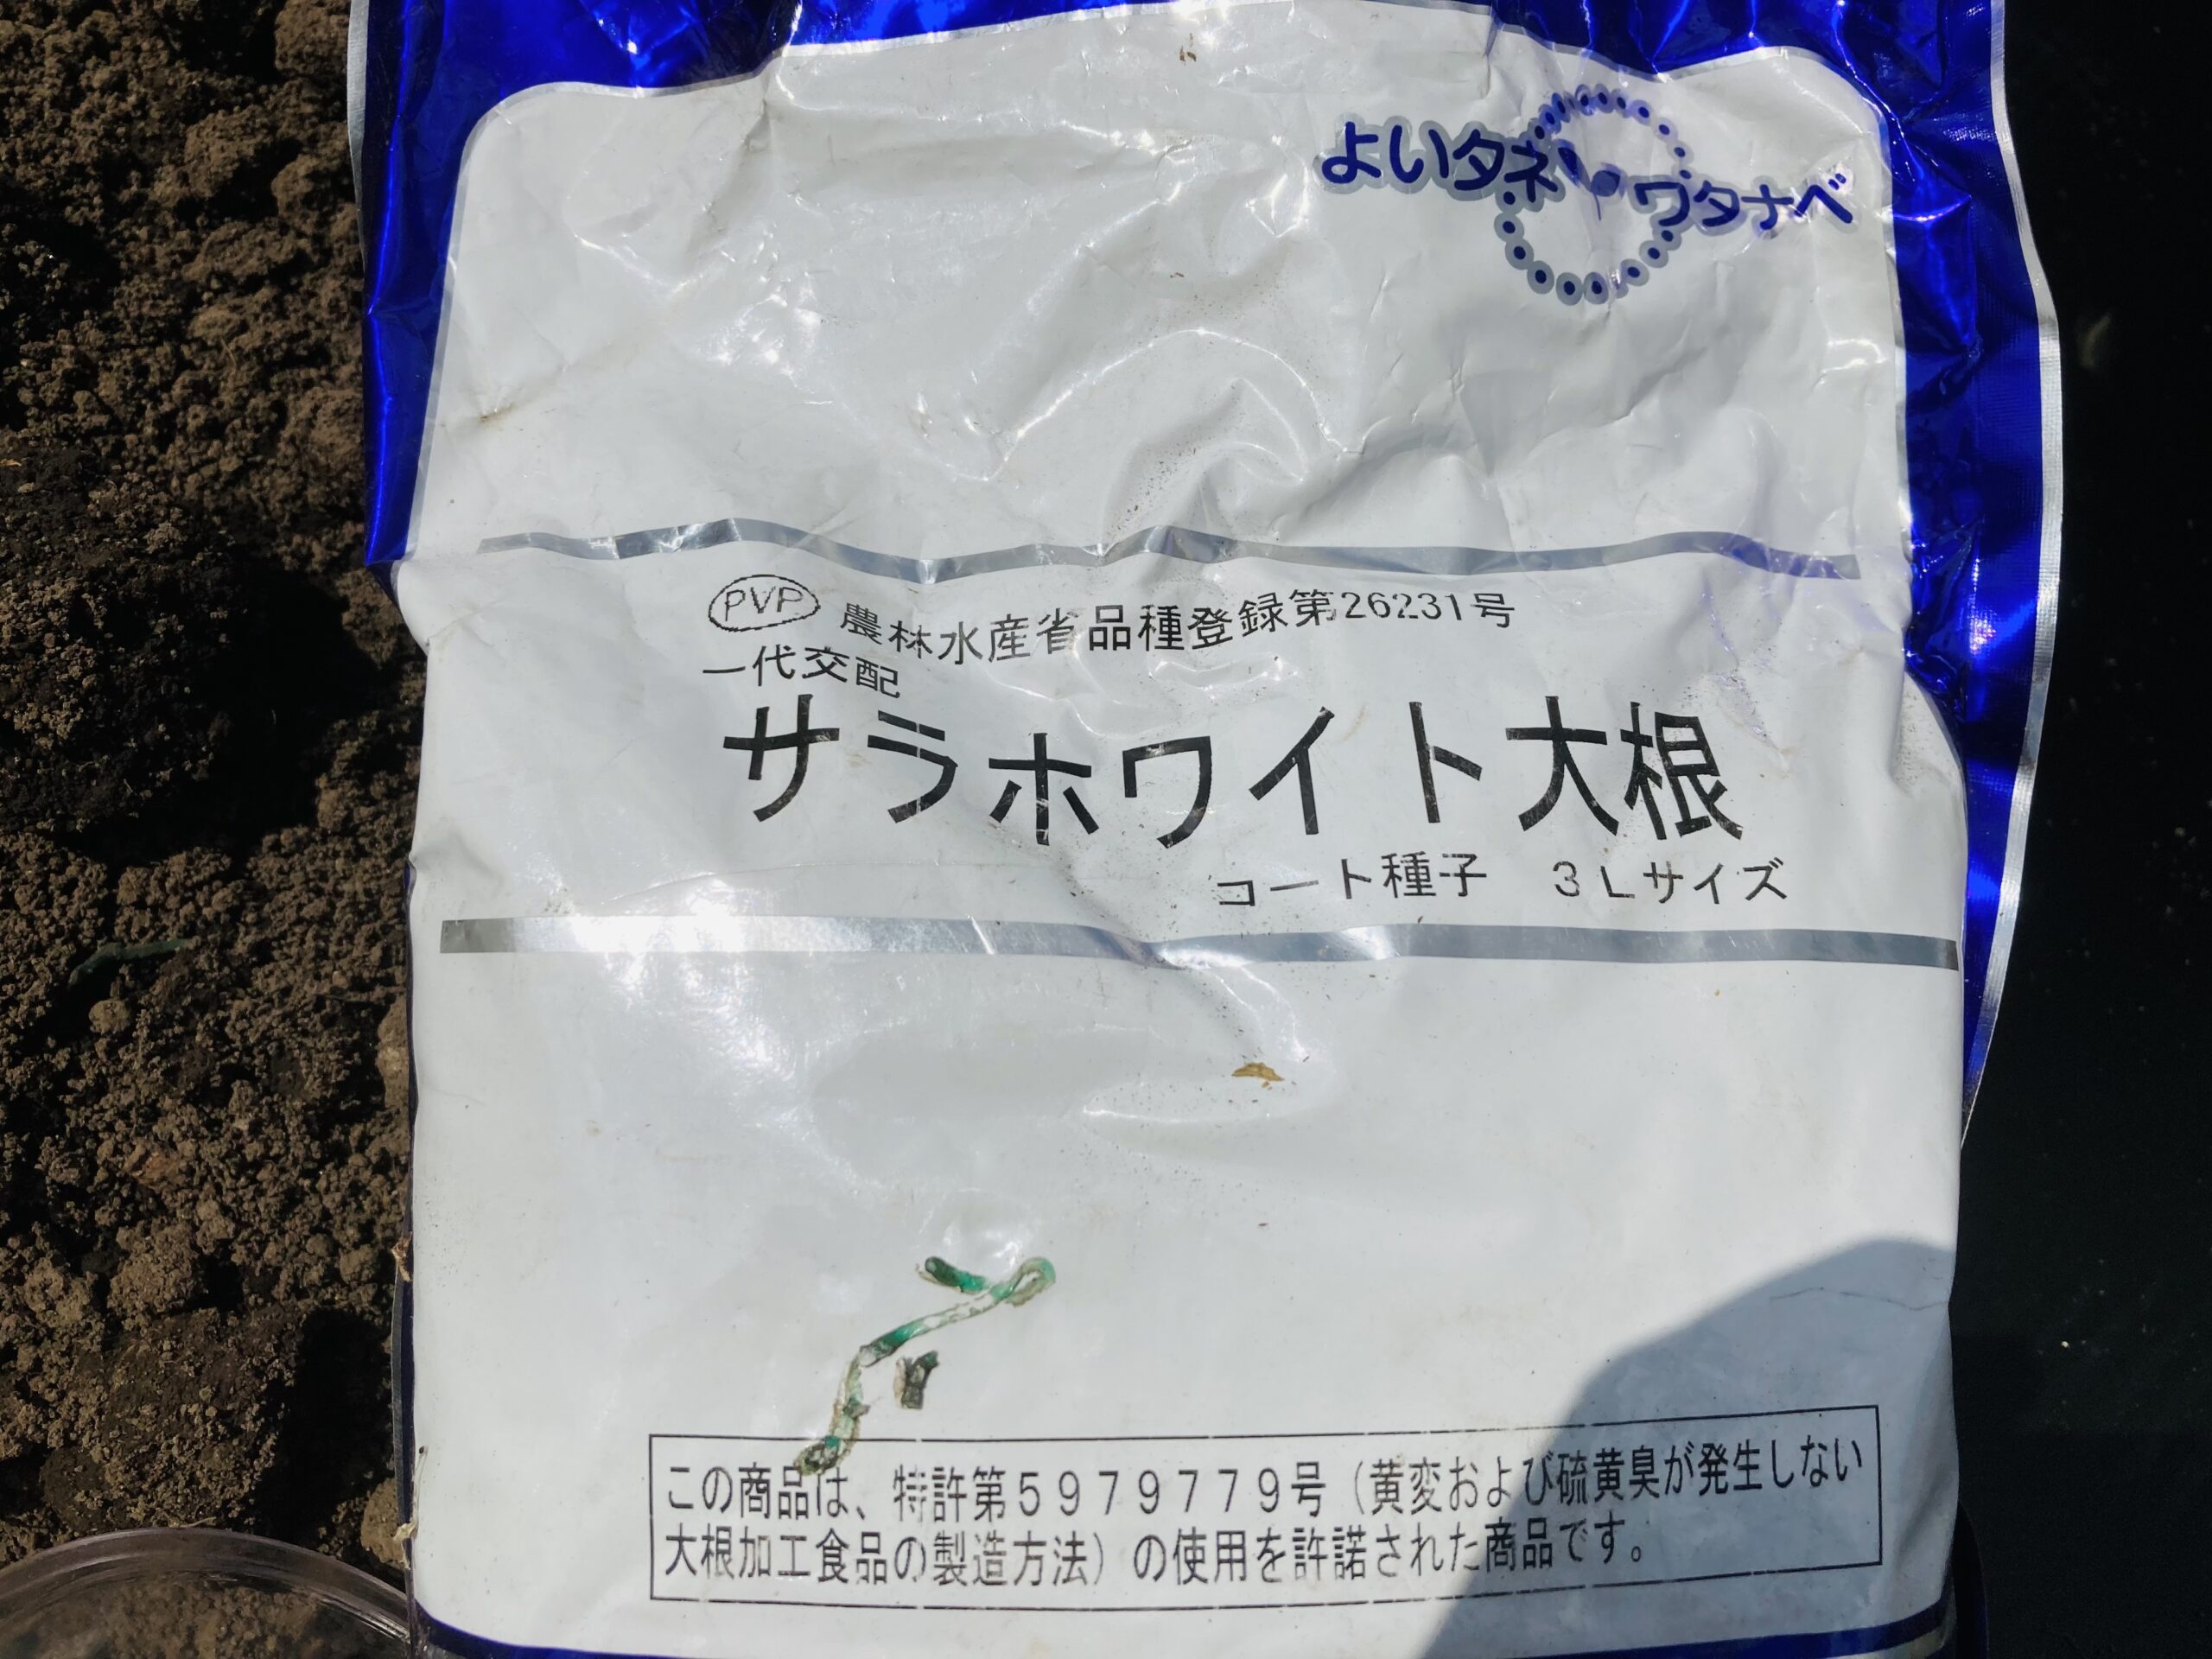 よいタネ ワタナベ
PVP 農林水産省品種登録第26231号
一代交配
サラホワイト大根
コート種子 3Lサイズ
この商品は、特許第5979779号（黄変および硫黄臭が発生しない
大根加工食品の製造方法）の使用を許諾された商品です。